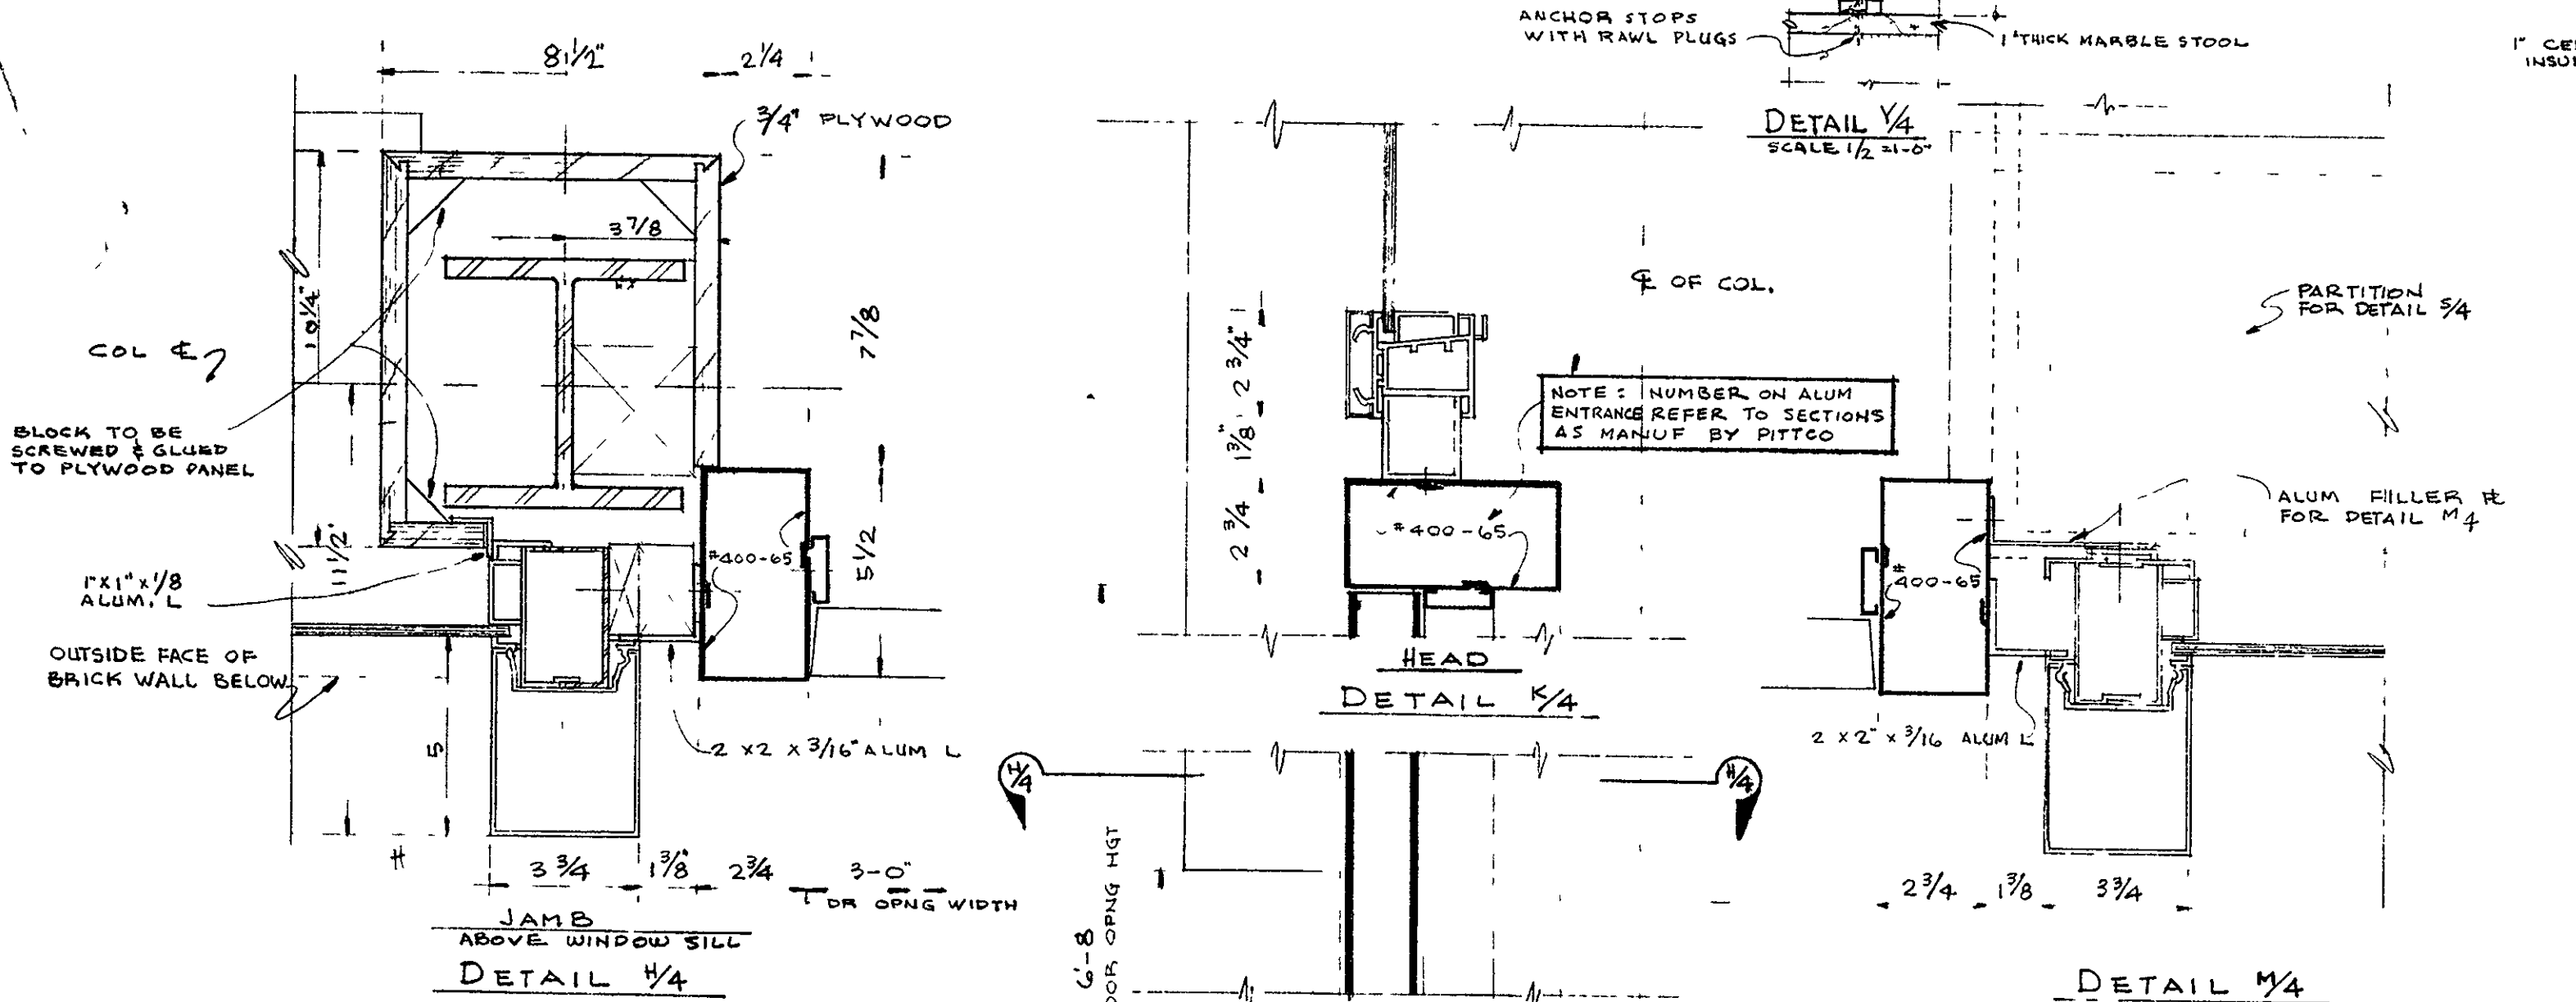 ANCHOR STOPS
WITH RAWL PLUGS
1" THICK MARBLE STOOL
DETAIL Y/4
SCALE 1/2 = 1-0"
8 1/2"
2 1/4
3/4" PLYWOOD
3 7/8
10 1/4"
7 7/8
COL ℄
BLOCK TO BE
SCREWED & GLUED
TO PLYWOOD PANEL
11 1/2"
5 1/2
#400-65
1" X 1" x 1/8
ALUM. L
OUTSIDE FACE OF
BRICK WALL BELOW
5
2 x 2 x 3/16" ALUM L
3 3/4
1 3/8"
2 3/4
3-0"
DR OPNG WIDTH
JAMB
ABOVE WINDOW SILL
DETAIL H/4
℄ OF COL.
2 3/4"
1 3/8"
2 3/4
NOTE: NUMBER ON ALUM
ENTRANCE REFER TO SECTIONS
AS MANUF BY PITTCO
#400-65
HEAD
DETAIL K/4
H/4
H/4
6-8
DOOR OPNG HGT
PARTITION
FOR DETAIL S/4
ALUM FILLER ℄
FOR DETAIL M4
#400-65
2 x 2" x 3/16 ALUM L
2 3/4
1 3/8
3 3/4
DETAIL M/4